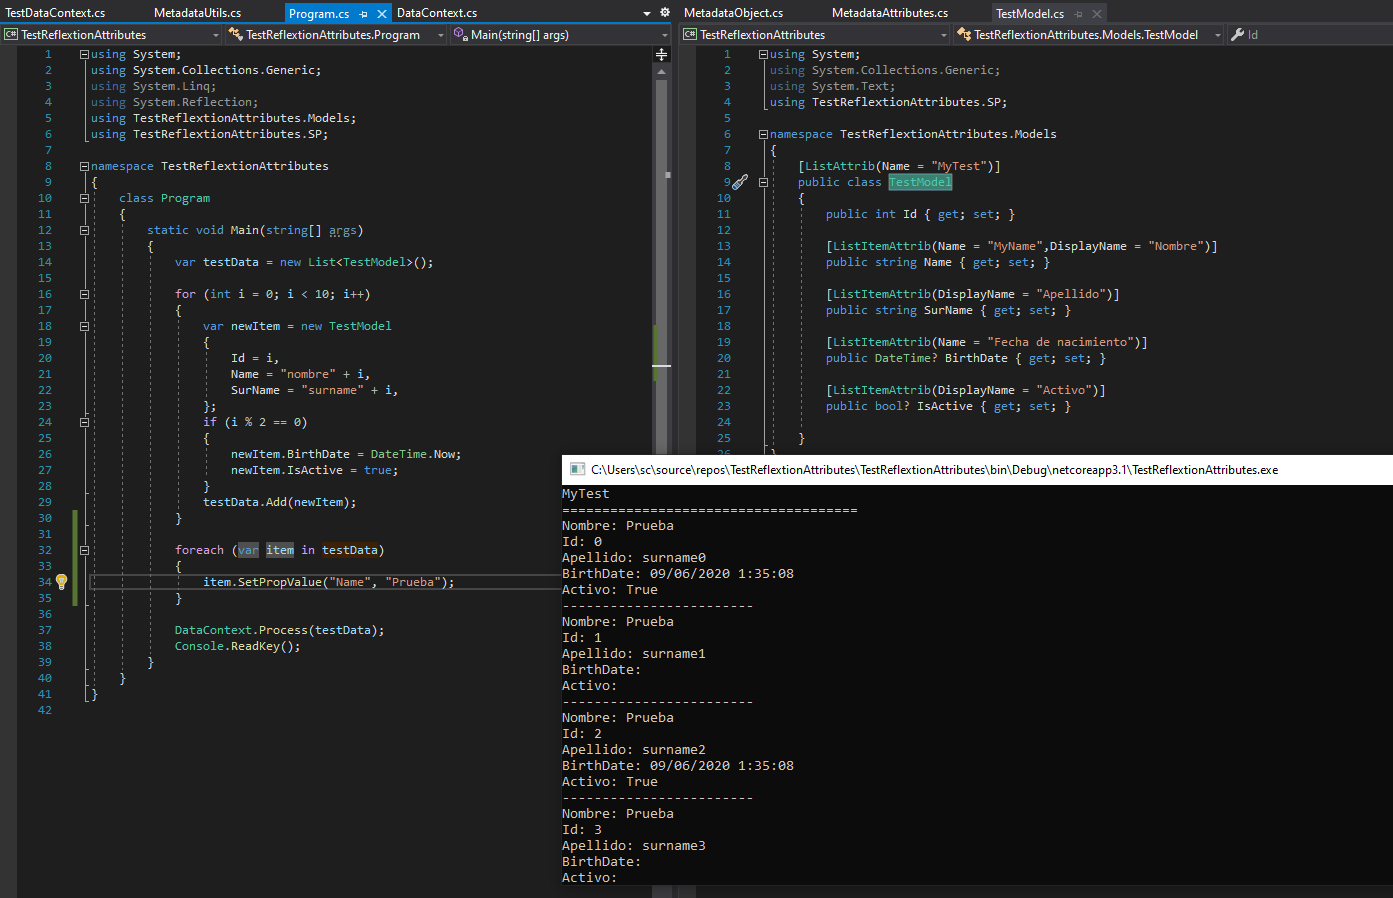 TestDataContext.cs MetadataUtils.cs Program.cs DataContext.cs
TestReflextionAttributes TestReflextionAttributes.Program Main(string[] args)
1 using System;
2 using System.Collections.Generic;
3 using System.Linq;
4 using System.Reflection;
5 using TestReflextionAttributes.Models;
6 using TestReflextionAttributes.SP;
7
8 namespace TestReflextionAttributes
9 {
10 class Program
11 {
12 static void Main(string[] args)
13 {
14 var testData = new List<TestModel>();
15
16 for (int i = 0; i < 10; i++)
17 {
18 var newItem = new TestModel
19 {
20 Id = i,
21 Name = "nombre" + i,
22 SurName = "surname" + i,
23 };
24 if (i % 2 == 0)
25 {
26 newItem.BirthDate = DateTime.Now;
27 newItem.IsActive = true;
28 }
29 testData.Add(newItem);
30 }
31
32 foreach (var item in testData)
33 {
34 item.SetPropValue("Name", "Prueba");
35 }
36
37 DataContext.Process(testData);
38 Console.ReadKey();
39 }
40 }
41 }
42
MetadataObject.cs MetadataAttributes.cs TestModel.cs
TestReflextionAttributes TestReflextionAttributes.Models.TestModel Id
1 using System;
2 using System.Collections.Generic;
3 using System.Text;
4 using TestReflextionAttributes.SP;
5
6 namespace TestReflextionAttributes.Models
7 {
8 [ListAttrib(Name = "MyTest")]
9 public class TestModel
10 {
11 public int Id { get; set; }
12
13 [ListItemAttrib(Name = "MyName",DisplayName = "Nombre")]
14 public string Name { get; set; }
15
16 [ListItemAttrib(DisplayName = "Apellido")]
17 public string SurName { get; set; }
18
19 [ListItemAttrib(Name = "Fecha de nacimiento")]
20 public DateTime? BirthDate { get; set; }
21
22 [ListItemAttrib(DisplayName = "Activo")]
23 public bool? IsActive { get; set; }
24
25 }
26 }
C:\Users\sc\source\repos\TestReflextionAttributes\TestReflextionAttributes\bin\Debug\netcoreapp3.1\TestReflextionAttributes.exe
MyTest
=====================================
Nombre: Prueba
Id: 0
Apellido: surname0
BirthDate: 09/06/2020 1:35:08
Activo: True
------------------------
Nombre: Prueba
Id: 1
Apellido: surname1
BirthDate:
Activo:
------------------------
Nombre: Prueba
Id: 2
Apellido: surname2
BirthDate: 09/06/2020 1:35:08
Activo: True
------------------------
Nombre: Prueba
Id: 3
Apellido: surname3
BirthDate:
Activo: